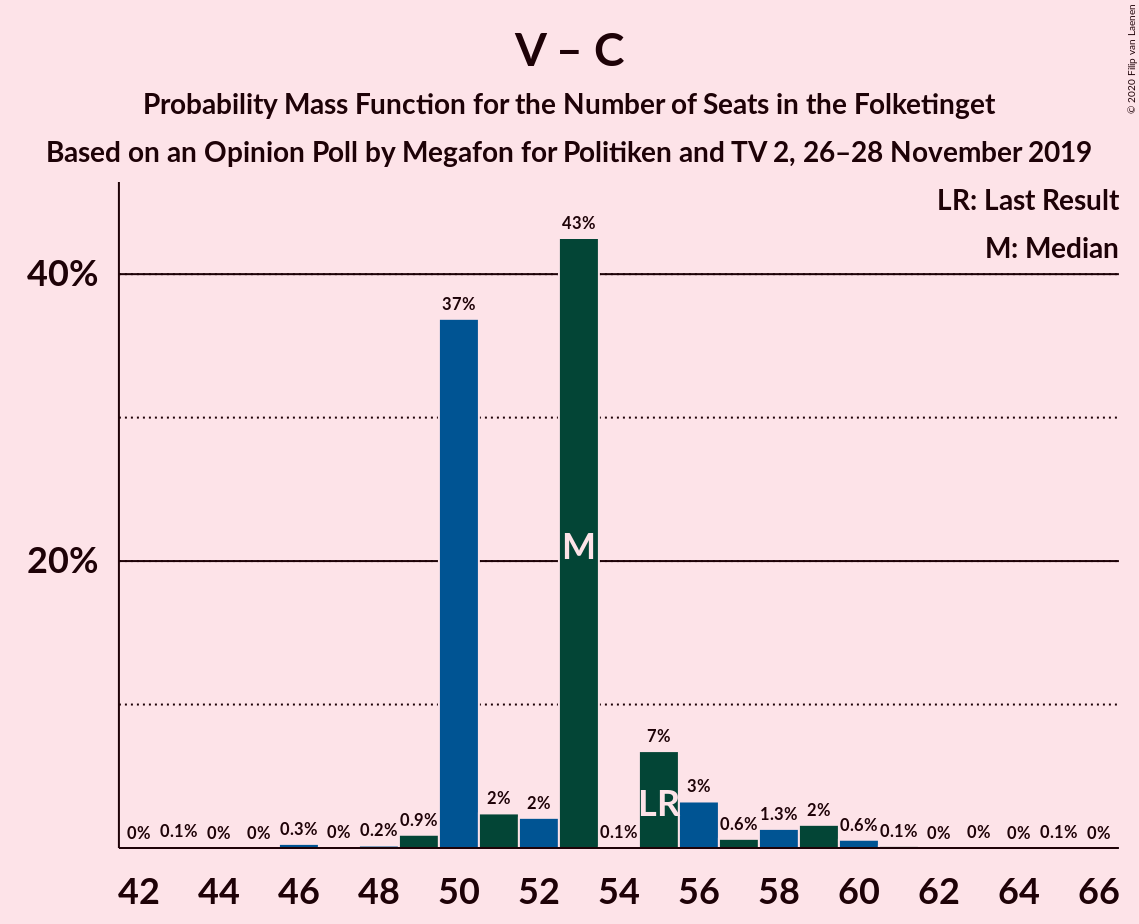 © 2020 Filip van Laenen
V – C
Probability Mass Function for the Number of Seats in the Folketinget
Based on an Opinion Poll by Megafon for Politiken and TV 2, 26–28 November 2019
LR: Last Result
M: Median
40%
20%
0% 0.1% 0% 0% 0.3% 0% 0.2% 0.9% 37% 2% 2% 43% 0.1% 7% 3% 0.6% 1.3% 2% 0.6% 0.1% 0% 0% 0% 0.1% 0%
M
LR
42 44 46 48 50 52 54 56 58 60 62 64 66